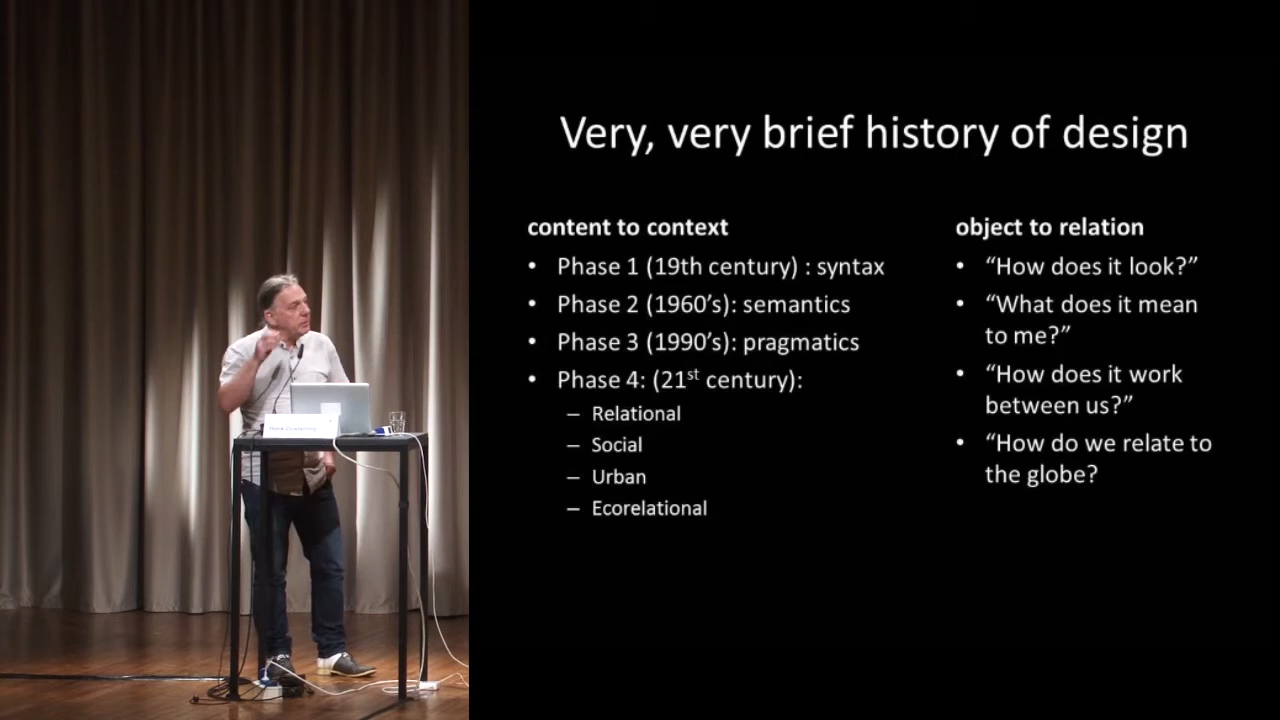 Very, very brief history of design
content to context
• Phase 1 (19th century) : syntax
• Phase 2 (1960’s): semantics
• Phase 3 (1990’s): pragmatics
• Phase 4: (21st century):
– Relational
– Social
– Urban
– Ecorelational
object to relation
• “How does it look?”
• “What does it mean
to me?”
• “How does it work
between us?”
• “How do we relate to
the globe?